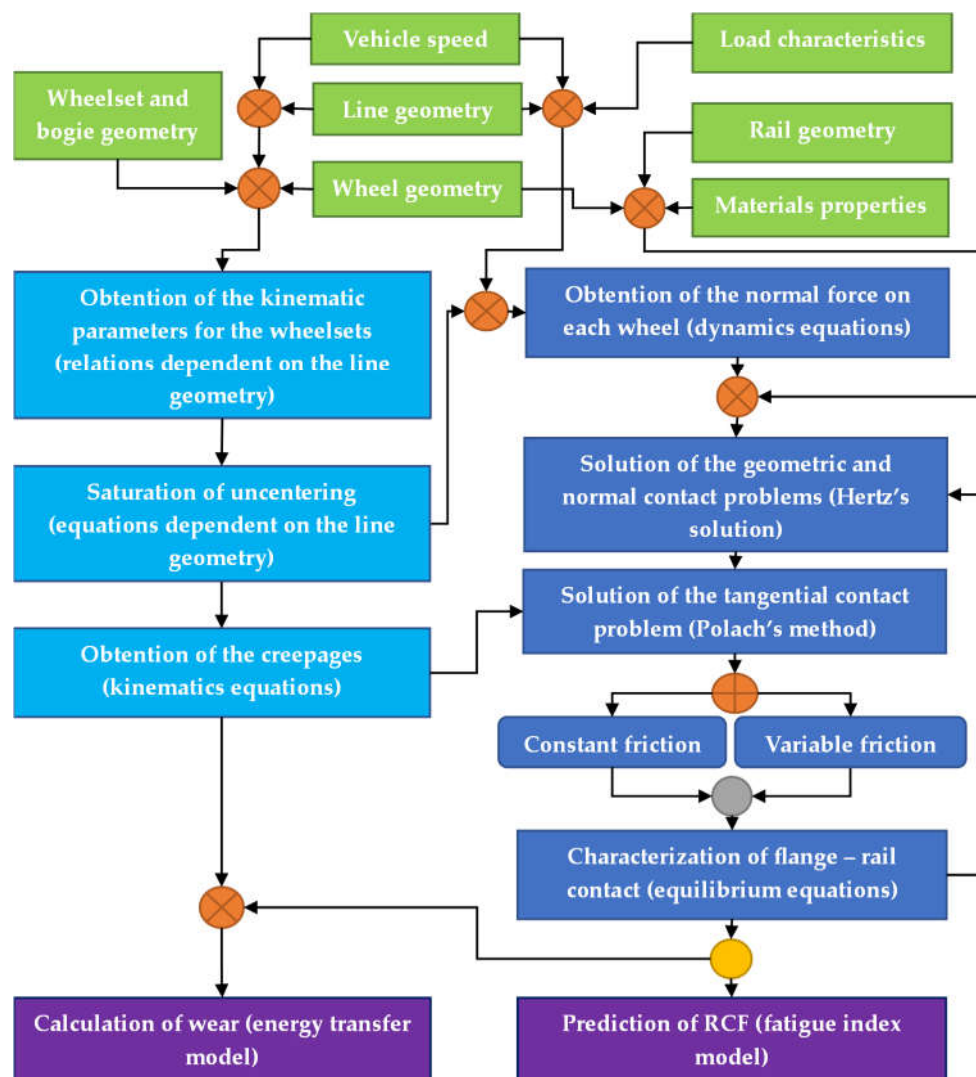 Vehicle speed
Load characteristics
Wheelset and
bogie geometry
Line geometry
Rail geometry
Wheel geometry
Materials properties
Obtention of the kinematic
parameters for the wheelsets
(relations dependent on the line
geometry)
Obtention of the normal force on
each wheel (dynamics equations)
Saturation of uncentering
(equations dependent on the line
geometry)
Solution of the geometric and
normal contact problems (Hertz's
solution)
Solution of the tangential contact
problem (Polach's method)
Obtention of the creepages
(kinematics equations)
Constant friction
Variable friction
Characterization of flange – rail
contact (equilibrium equations)
Calculation of wear (energy transfer
model)
Prediction of RCF (fatigue index
model)